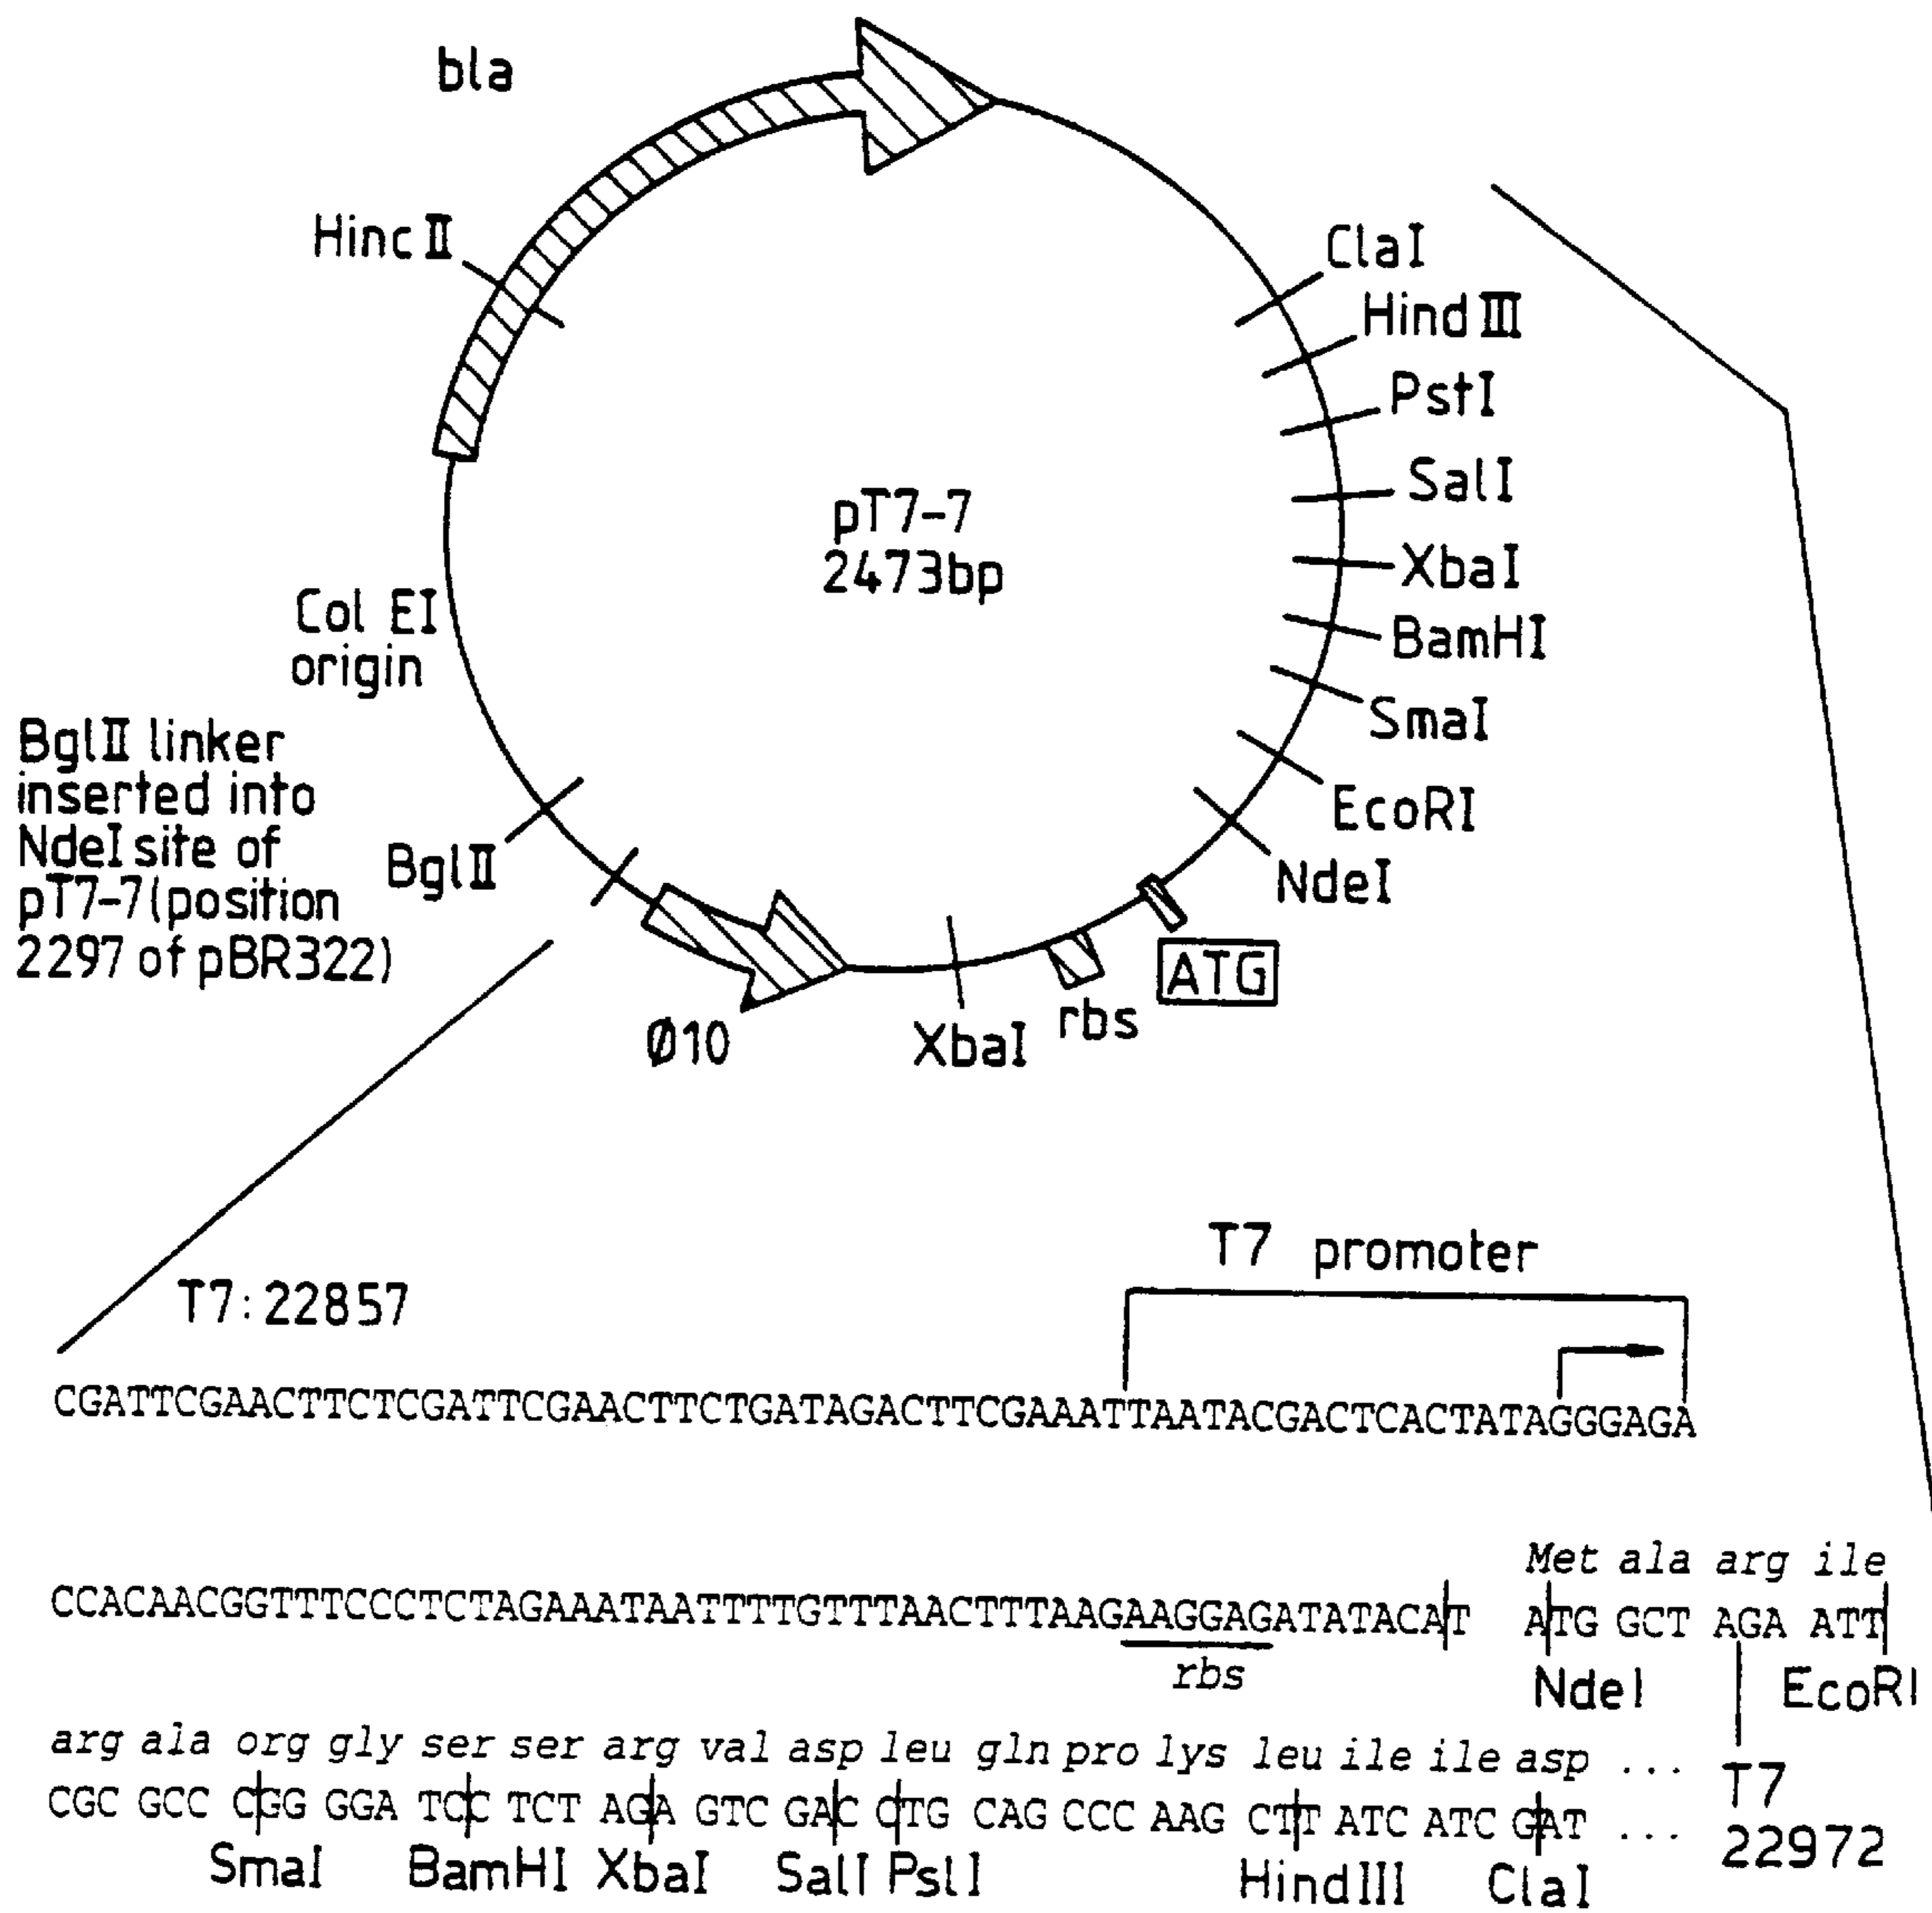 bla
Hinc II
ClaI
Hind III
PstI
SalI
XbaI
BamHI
SmaI
EcoRI
NdeI
pT7-7
2473bp
Col EI
origin
BglII linker
inserted into
NdeI site of
pT7-7(position
2297 of pBR322)
BglII
Ø10
XbaI
rbs
ATG
T7 promoter
T7:22857
CGATTCGAACTTCTCGATTCGAACTTCTGATAGACTTCGAAATTAATACGACTCACTATAGGGAGA
Met ala arg ile
CCACAACGGTTTCCCTCTAGAAATAATTTTGTTTAACTTTAAGAAGGAGATATACAT ATG GCT AGA ATT
rbs
NdeI EcoRI
arg ala org gly ser ser arg val asp leu gln pro lys leu ile ile asp ...
CGC GCC CGG GGA TCC TCT AGA GTC GAC CTG CAG CCC AAG CTT ATC ATC GAT ...
SmaI BamHI XbaI SalI PslI HindIII ClaI
T7
22972